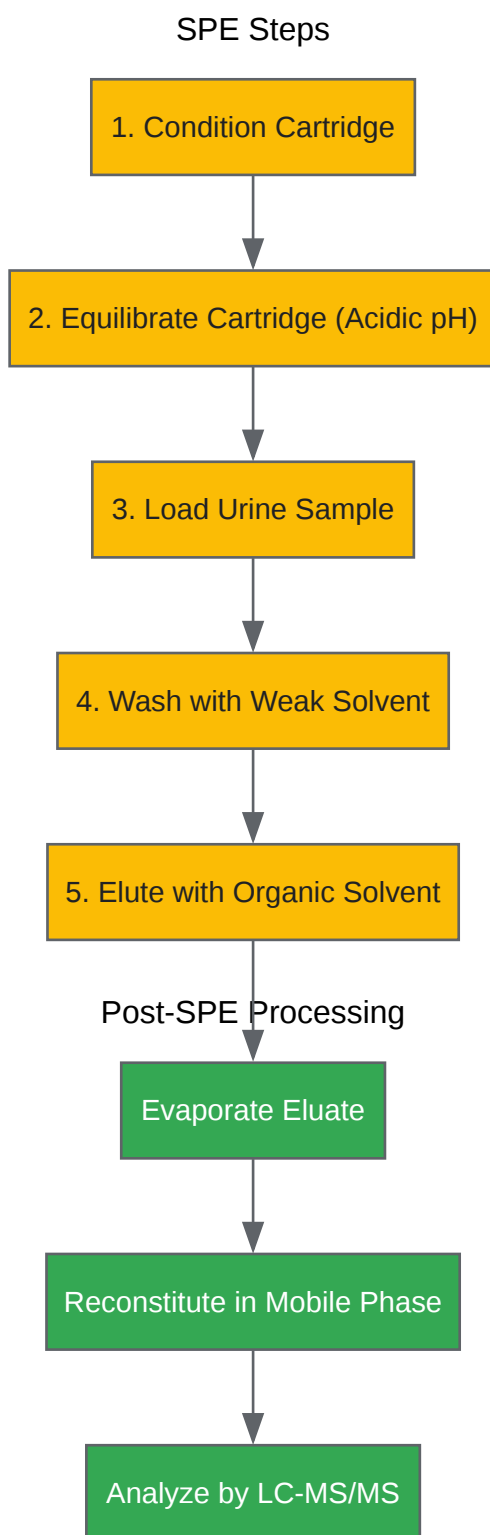 SPE Steps
1. Condition Cartridge
2. Equilibrate Cartridge (Acidic pH)
3. Load Urine Sample
4. Wash with Weak Solvent
5. Elute with Organic Solvent
Post-SPE Processing
Evaporate Eluate
Reconstitute in Mobile Phase
Analyze by LC-MS/MS